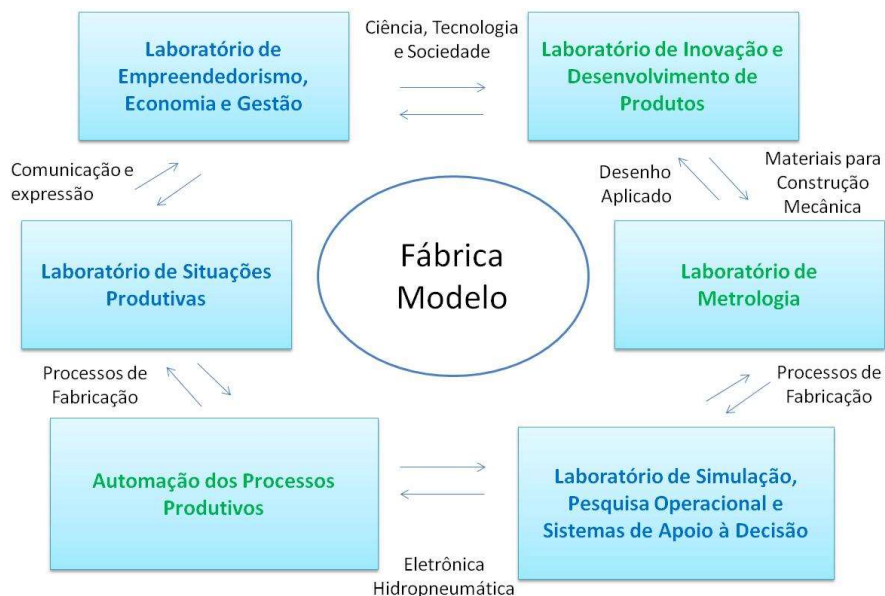 Laboratório de
Empreendedorismo,
Economia e Gestão
Ciência, Tecnologia
e Sociedade
Laboratório de Inovação e
Desenvolvimento de
Produtos
Comunicação e
expressão
Desenho
Aplicado
Materiais para
Construção
Mecânica
Laboratório de Situações
Produtivas
Fábrica
Modelo
Laboratório de
Metrologia
Processos de
Fabricação
Processos de
Fabricação
Automação dos Processos
Produtivos
Laboratório de Simulação,
Pesquisa Operacional e
Sistemas de Apoio à Decisão
Eletrônica
Hidropneumática